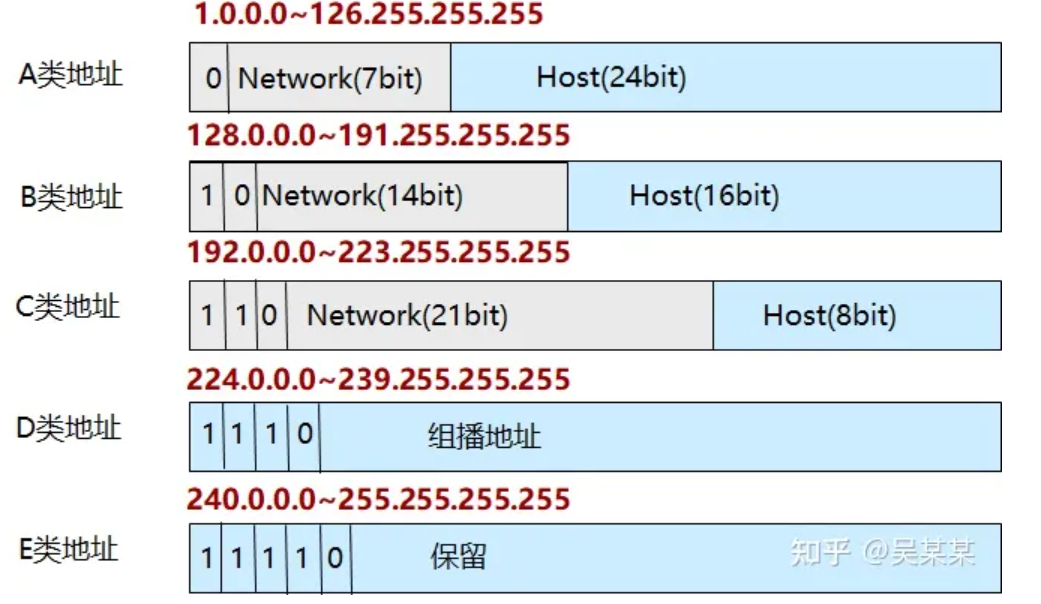 1.0.0.0~126.255.255.255
A类地址 0 Network(7bit) Host(24bit)
128.0.0.0~191.255.255.255
B类地址 1 0 Network(14bit) Host(16bit)
192.0.0.0~223.255.255.255
C类地址 1 1 0 Network(21bit) Host(8bit)
224.0.0.0~239.255.255.255
D类地址 1 1 1 0 组播地址
240.0.0.0~255.255.255.255
E类地址 1 1 1 1 0 保留
知乎 @吴某某